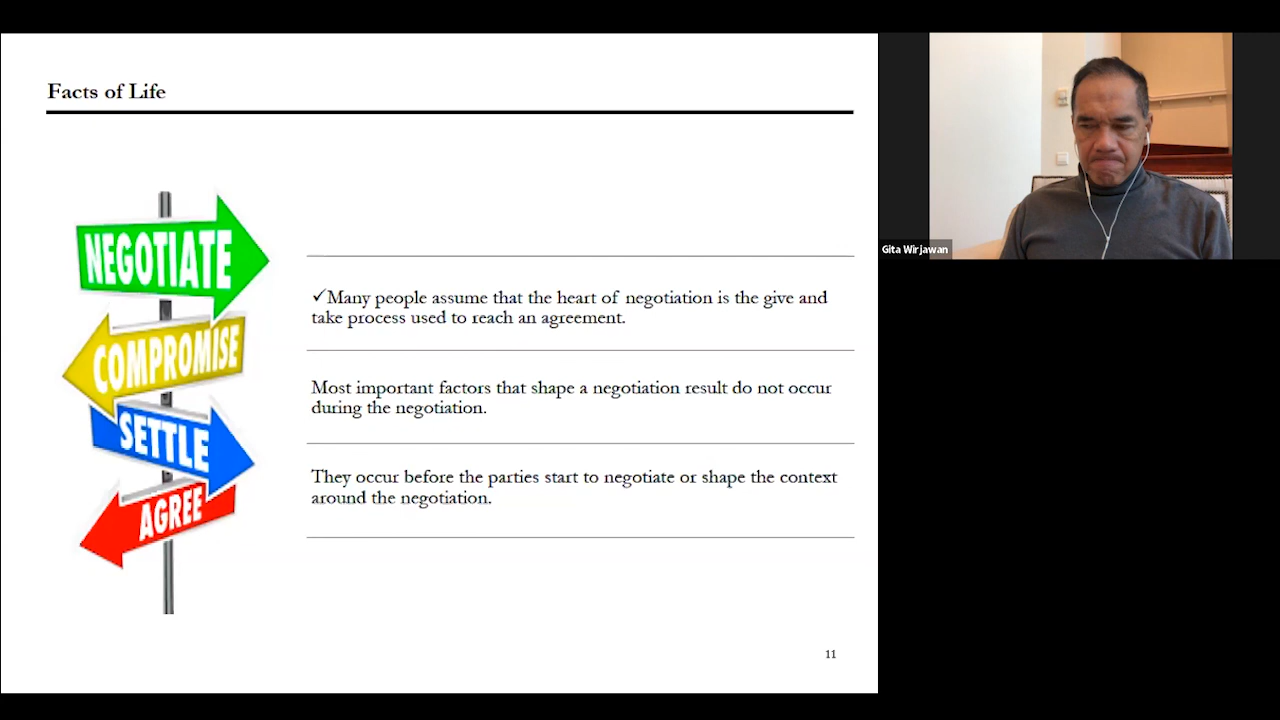 Facts of Life
NEGOTIATE
COMPROMISE
SETTLE
AGREE
✓Many people assume that the heart of negotiation is the give and
take process used to reach an agreement.
Most important factors that shape a negotiation result do not occur
during the negotiation.
They occur before the parties start to negotiate or shape the context
around the negotiation.
11
Gita Wirjawan